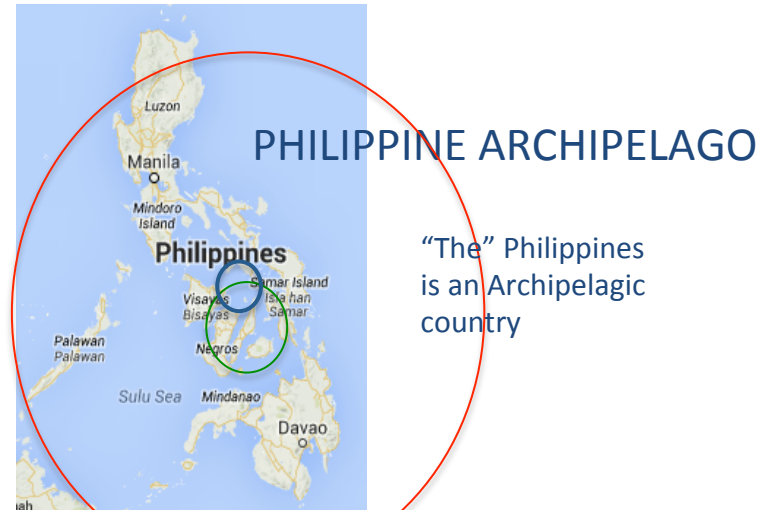 Luzon
PHILIPPINE ARCHIPELAGO
Manila
Mindoro
Island
"The" Philippines
is an Archipelagic
country
Philippines
Samar Island
Isla han
Samar
Visayas
Bisayas
Negros
Palawan
Palawan
Sulu Sea
Mindanao
Davao
ah